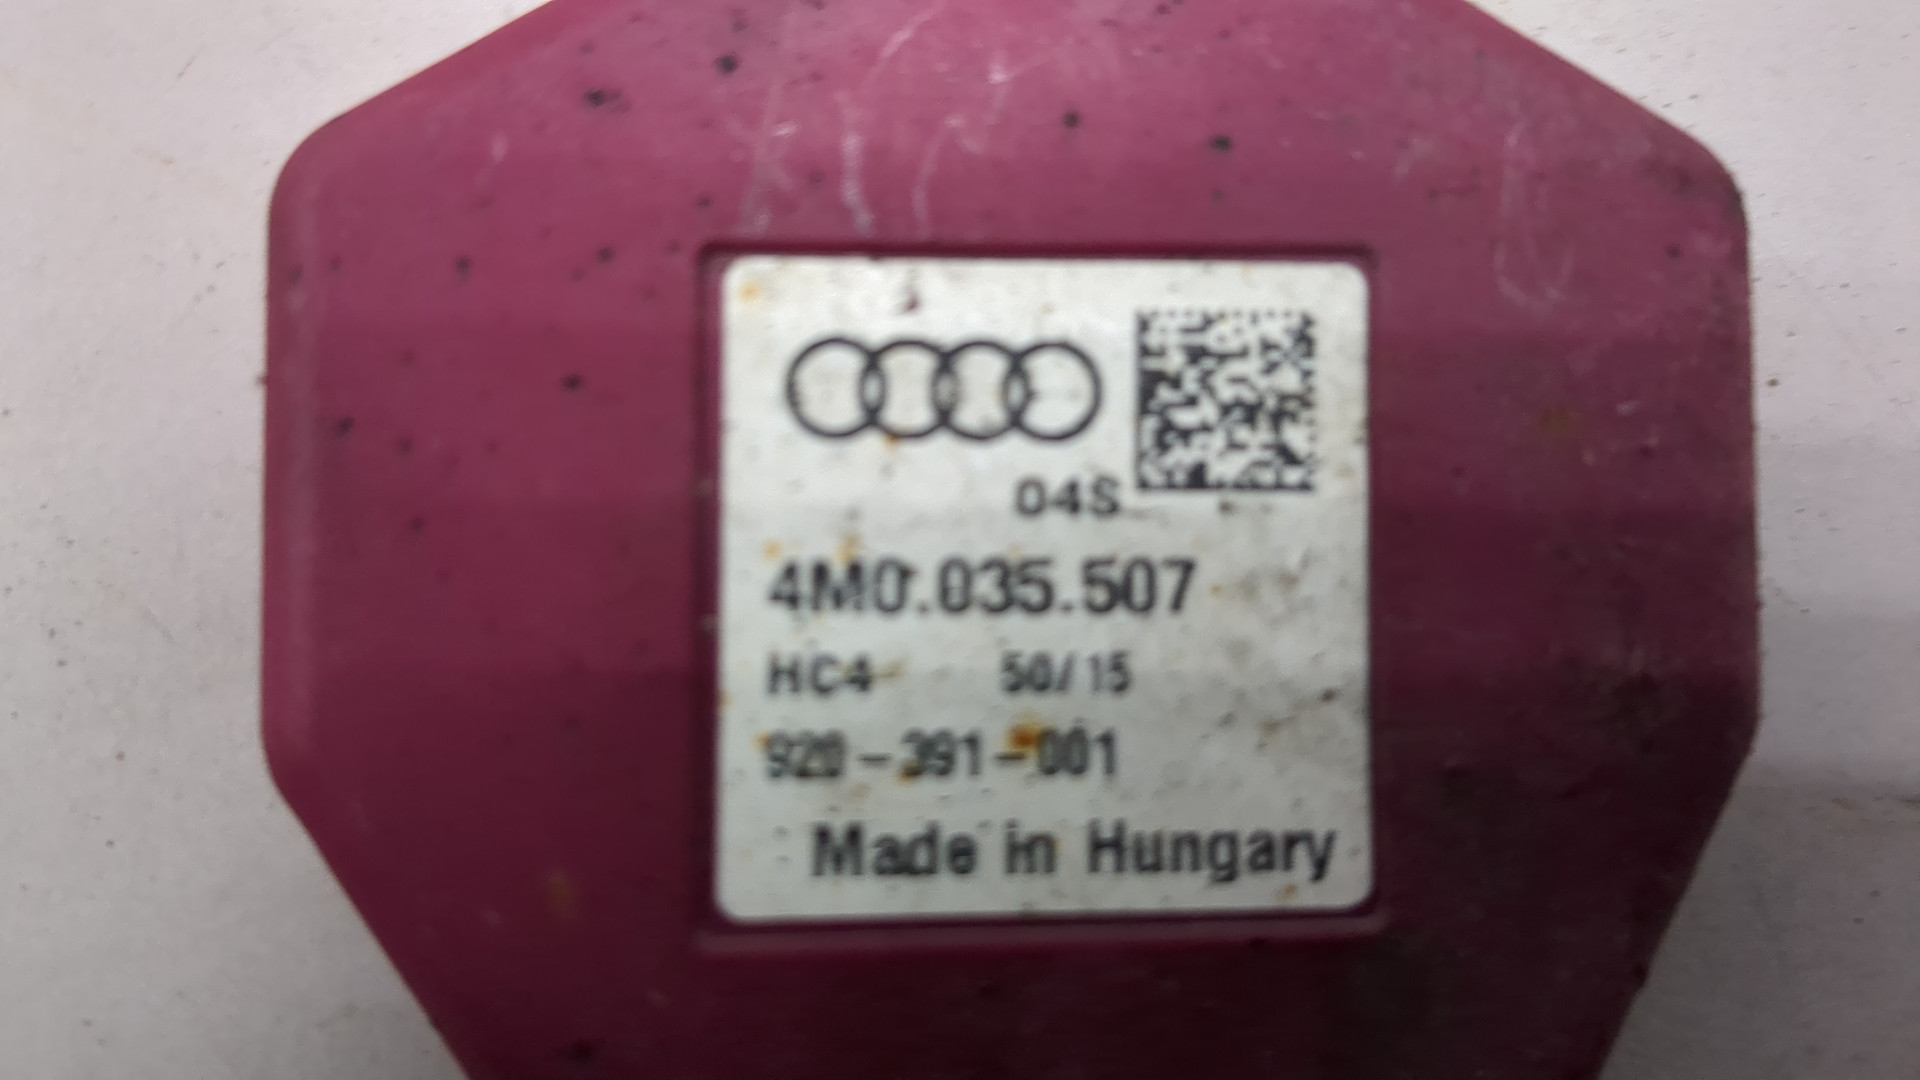 04S
4M0.035.507
HC4 50/15
920-391-001
Made in Hungary